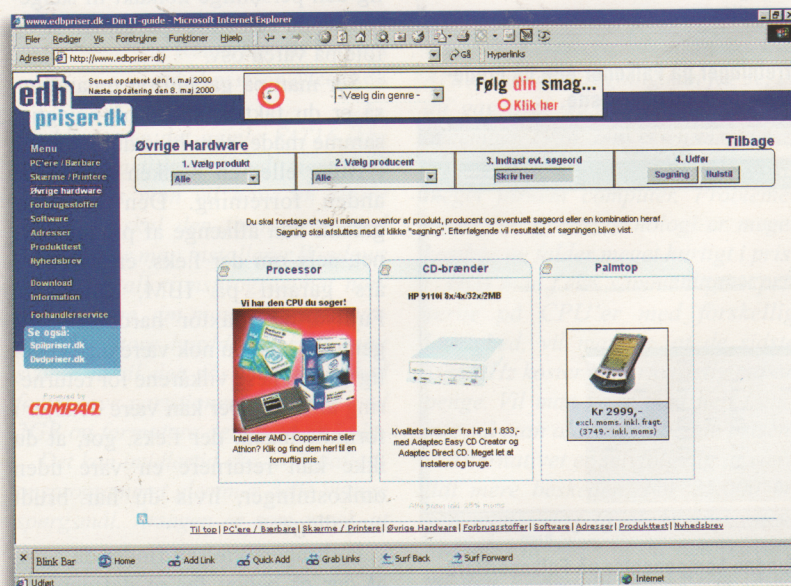 www.edbpriser.dk - Din IT-guide - Microsoft Internet Explorer
Filer Rediger Vis Foretrukne Funktioner Hjælp
Adresse http://www.edbpriser.dk/ Gå Hyperlinks
edb priser.dk
Senest opdateret den 1. maj 2000
Næste opdatering den 8. maj 2000
- Vælg din genre -
Følg din smag...
Klik her
Menu
PC'ere / Bærbare
Skærme / Printere
Øvrige hardware
Forbrugsstoffer
Software
Adresser
Produkttest
Nyhedsbrev
Download
Information
Forhandlerservice
Se også:
Spilpriser.dk
Dvdpriser.dk
Powered by
COMPAQ
Øvrige Hardware Tilbage
1. Vælg produkt 2. Vælg producent 3. Indtast evt. søgeord 4. Udfør
Alle Alle Skriv her Søgning Nulstil
Du skal foretage et valg i menuen ovenfor af produkt, producent og eventuelt søgeord eller en kombination heraf.
Søgning skal afsluttes med at klikke "søgning". Efterfølgende vil resultatet af søgningen blive vist.
Processor
Vi har den CPU du søger!
Intel eller AMD - Coppermine eller
Athlon? Klik og find dem her til en
fornuftig pris.
CD-brænder
HP 9110i 8x/4x/32x/2MB
Kvalitets brænder fra HP til 1.833,-
med Adaptec Easy CD Creator og
Adaptec Direct CD. Meget let at
installere og bruge.
Palmtop
Kr 2999,-
excl. moms. inkl. fragt.
(3749.- inkl. moms)
Til top | PC'ere / Bærbare | Skærme / Printere | Øvrige Hardware | Forbrugsstoffer | Software | Adresser | Produkttest | Nyhedsbrev
Blink Bar Home Add Link Quick Add Grab Links Surf Back Surf Forward
Udført Internet